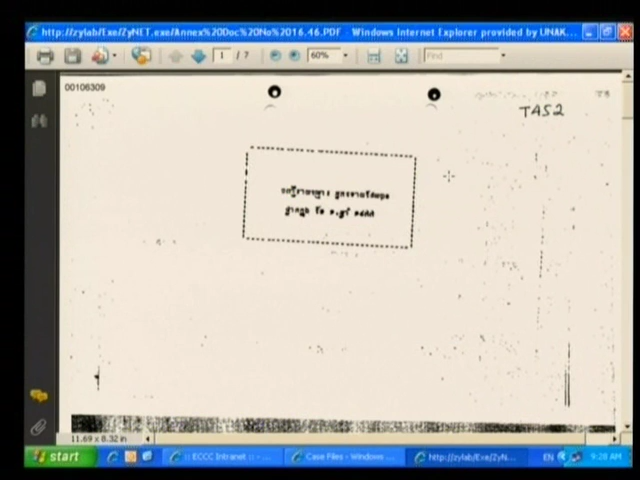 http://zylab/Exe/ZyNET.exe/Annex%20Doc%20No%2016.46.PDF - Windows Internet Explorer provided by UNAK...
1 / 7 60% Find
00106309
T452
11.69 x 8.32 in
start :: ECCC Intranet :: - ... Case Files - Windows ... http://zylab/Exe/ZyN... EN 9:28 AM